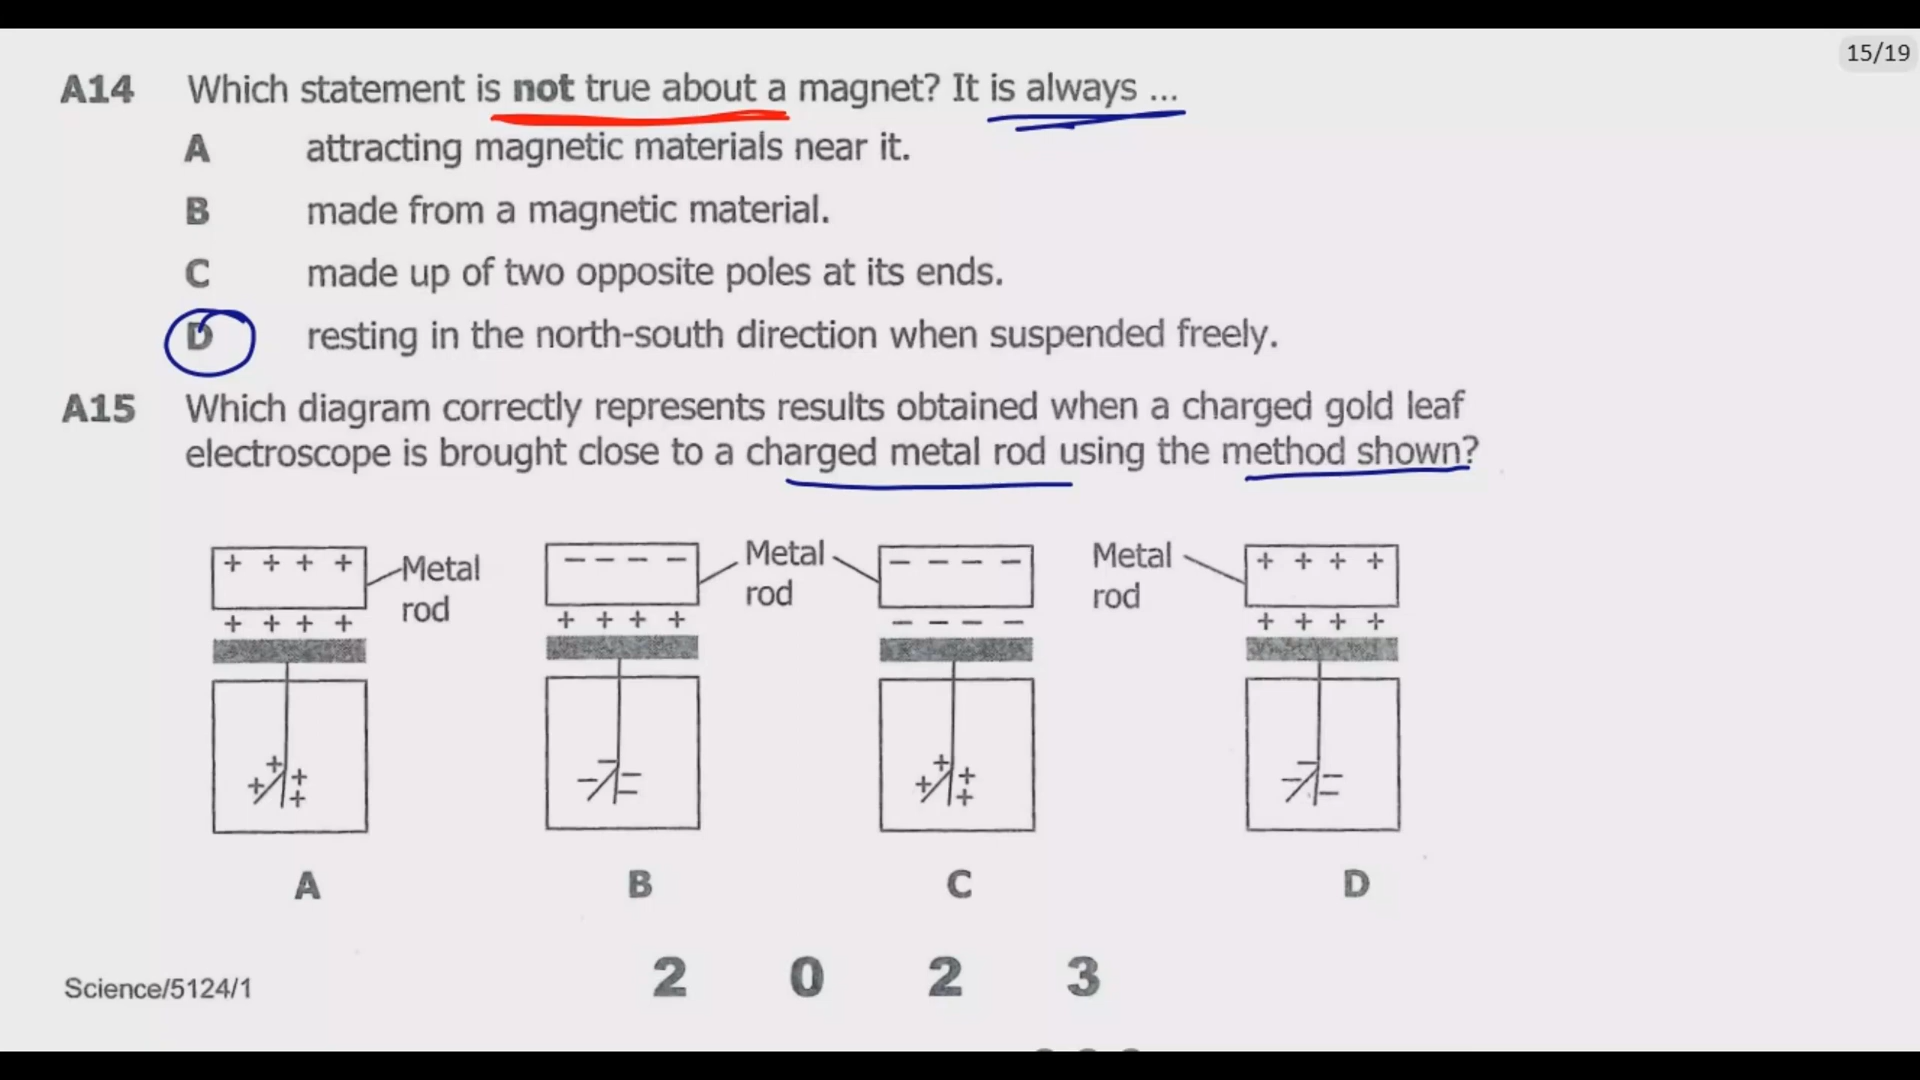 15/19
A14 Which statement is not true about a magnet? It is always ...
A attracting magnetic materials near it.
B made from a magnetic material.
C made up of two opposite poles at its ends.
D resting in the north-south direction when suspended freely.
A15 Which diagram correctly represents results obtained when a charged gold leaf
electroscope is brought close to a charged metal rod using the method shown?
+ + + +
Metal
rod
+ + + +
+ + + +
− − − −
Metal
rod
+ + + +
− − − −
− − − −
− − − −
+ + + +
Metal
rod
+ + + +
+ + + +
− − − −
A B C D
Science/5124/1
2 0 2 3